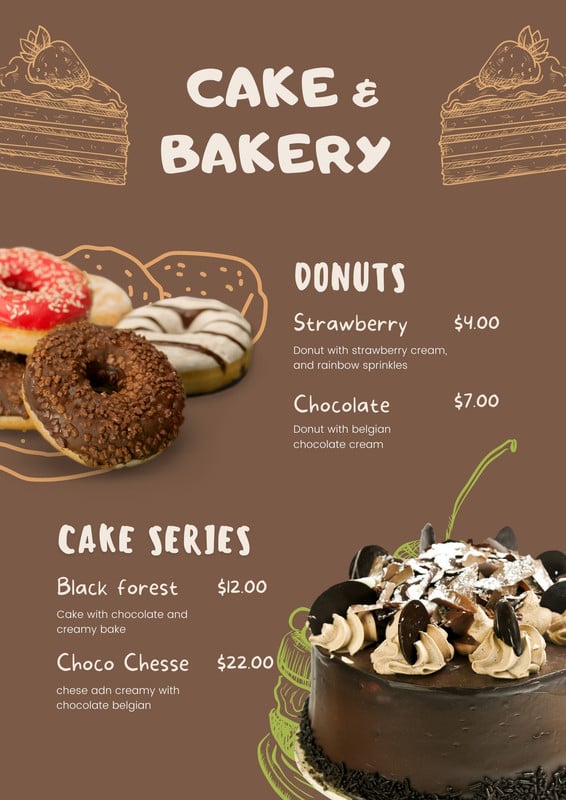 CAKE &
BAKERY
DONUTS
Strawberry $4.00
Donut with strawberry cream,
and rainbow sprinkles
Chocolate $7.00
Donut with belgian
chocolate cream
CAKE SERIES
Black forest $12.00
Cake with chocolate and
creamy bake
Choco Chesse $22.00
chese adn creamy with
chocolate belgian